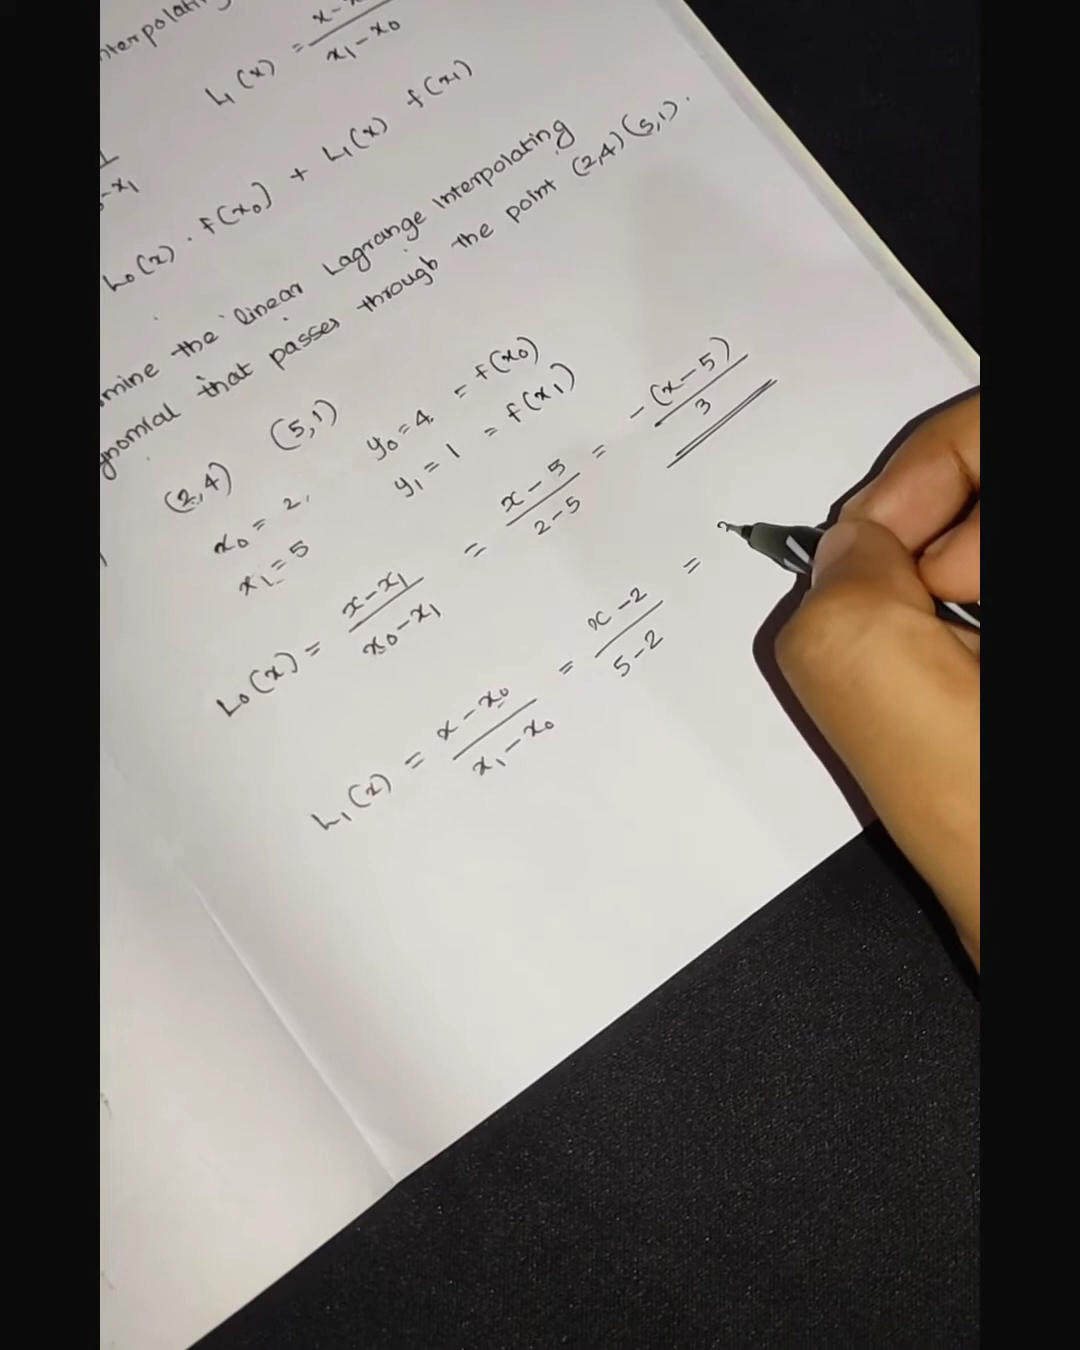 L₁(x) = x-x / x₁-x₀
-x₁
L₀(x) . f(x₀) + L₁(x) f(x₁)
mine the linear Lagrange Interpolating
ynomial that passes through the point (2,4) (5,1).
(2,4) (5,1)
x₀ = 2, y₀ = 4 = f(x₀)
x₁ = 5 y₁ = 1 = f(x₁)
L₀(x) = x-x₁ / x₀-x₁ = x-5 / 2-5 = -(x-5) / 3
L₁(x) = x-x₀ / x₁-x₀ = x-2 / 5-2 =